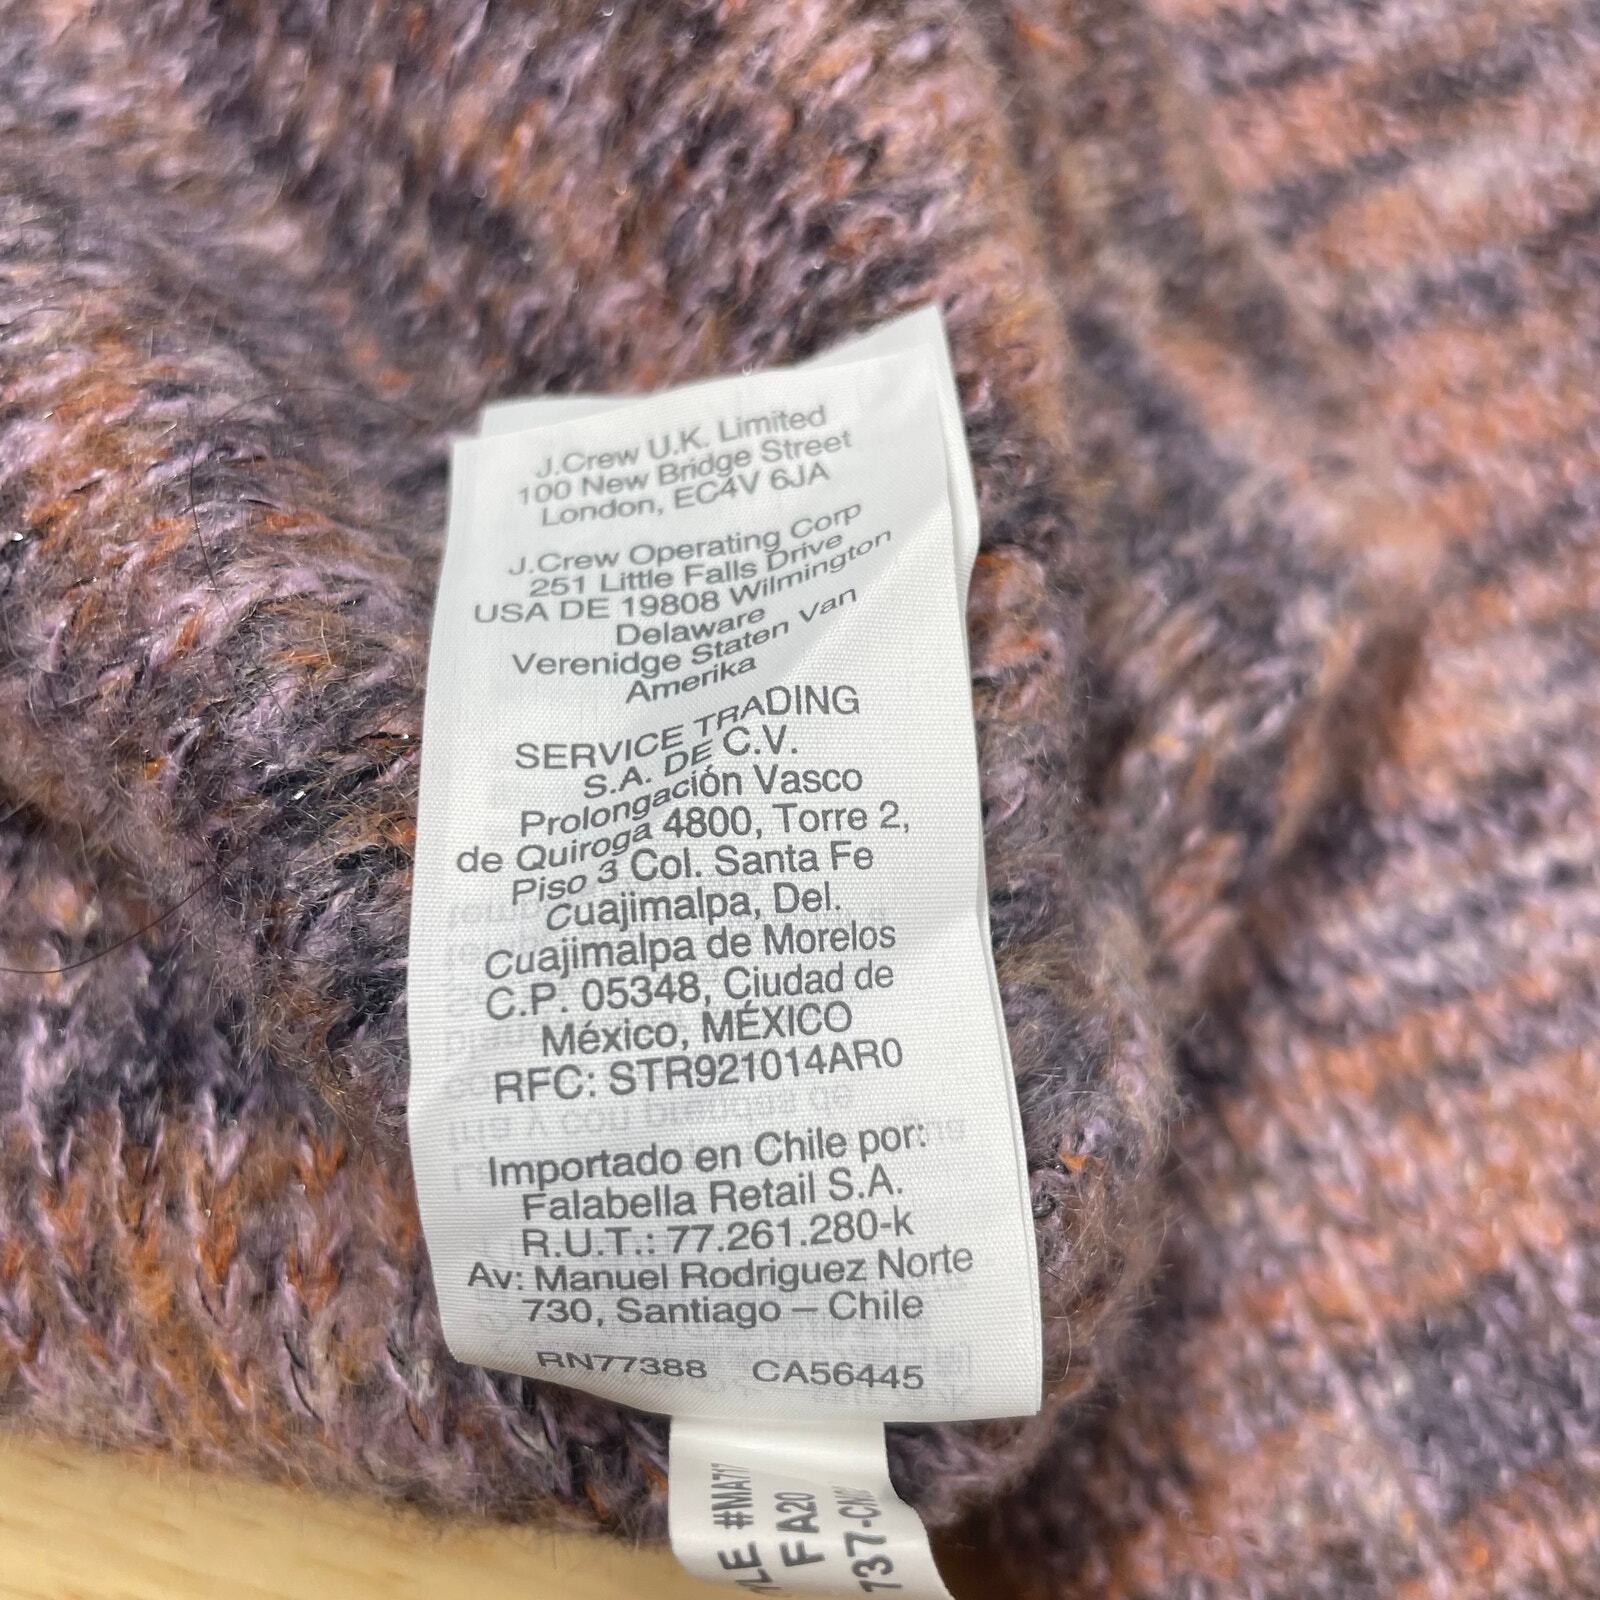 J.Crew U.K. Limited
100 New Bridge Street
London, EC4V 6JA
J.Crew Operating Corp
251 Little Falls Drive
USA DE 19808 Wilmington
Delaware
Verenidge Staten van
Amerika
SERVICE TRADING
S.A. DE C.V.
Prolongación Vasco
de Quiroga 4800, Torre 2,
Piso 3 Col. Santa Fe
Cuajimalpa, Del.
Cuajimalpa de Morelos
C.P. 05348, Ciudad de
México, MÉXICO
RFC: STR921014AR0
Importado en Chile por:
Falabella Retail S.A.
R.U.T.: 77.261.280-k
Av: Manuel Rodriguez Norte
730, Santiago – Chile
RN77388 CA56445
#MA717
FA20